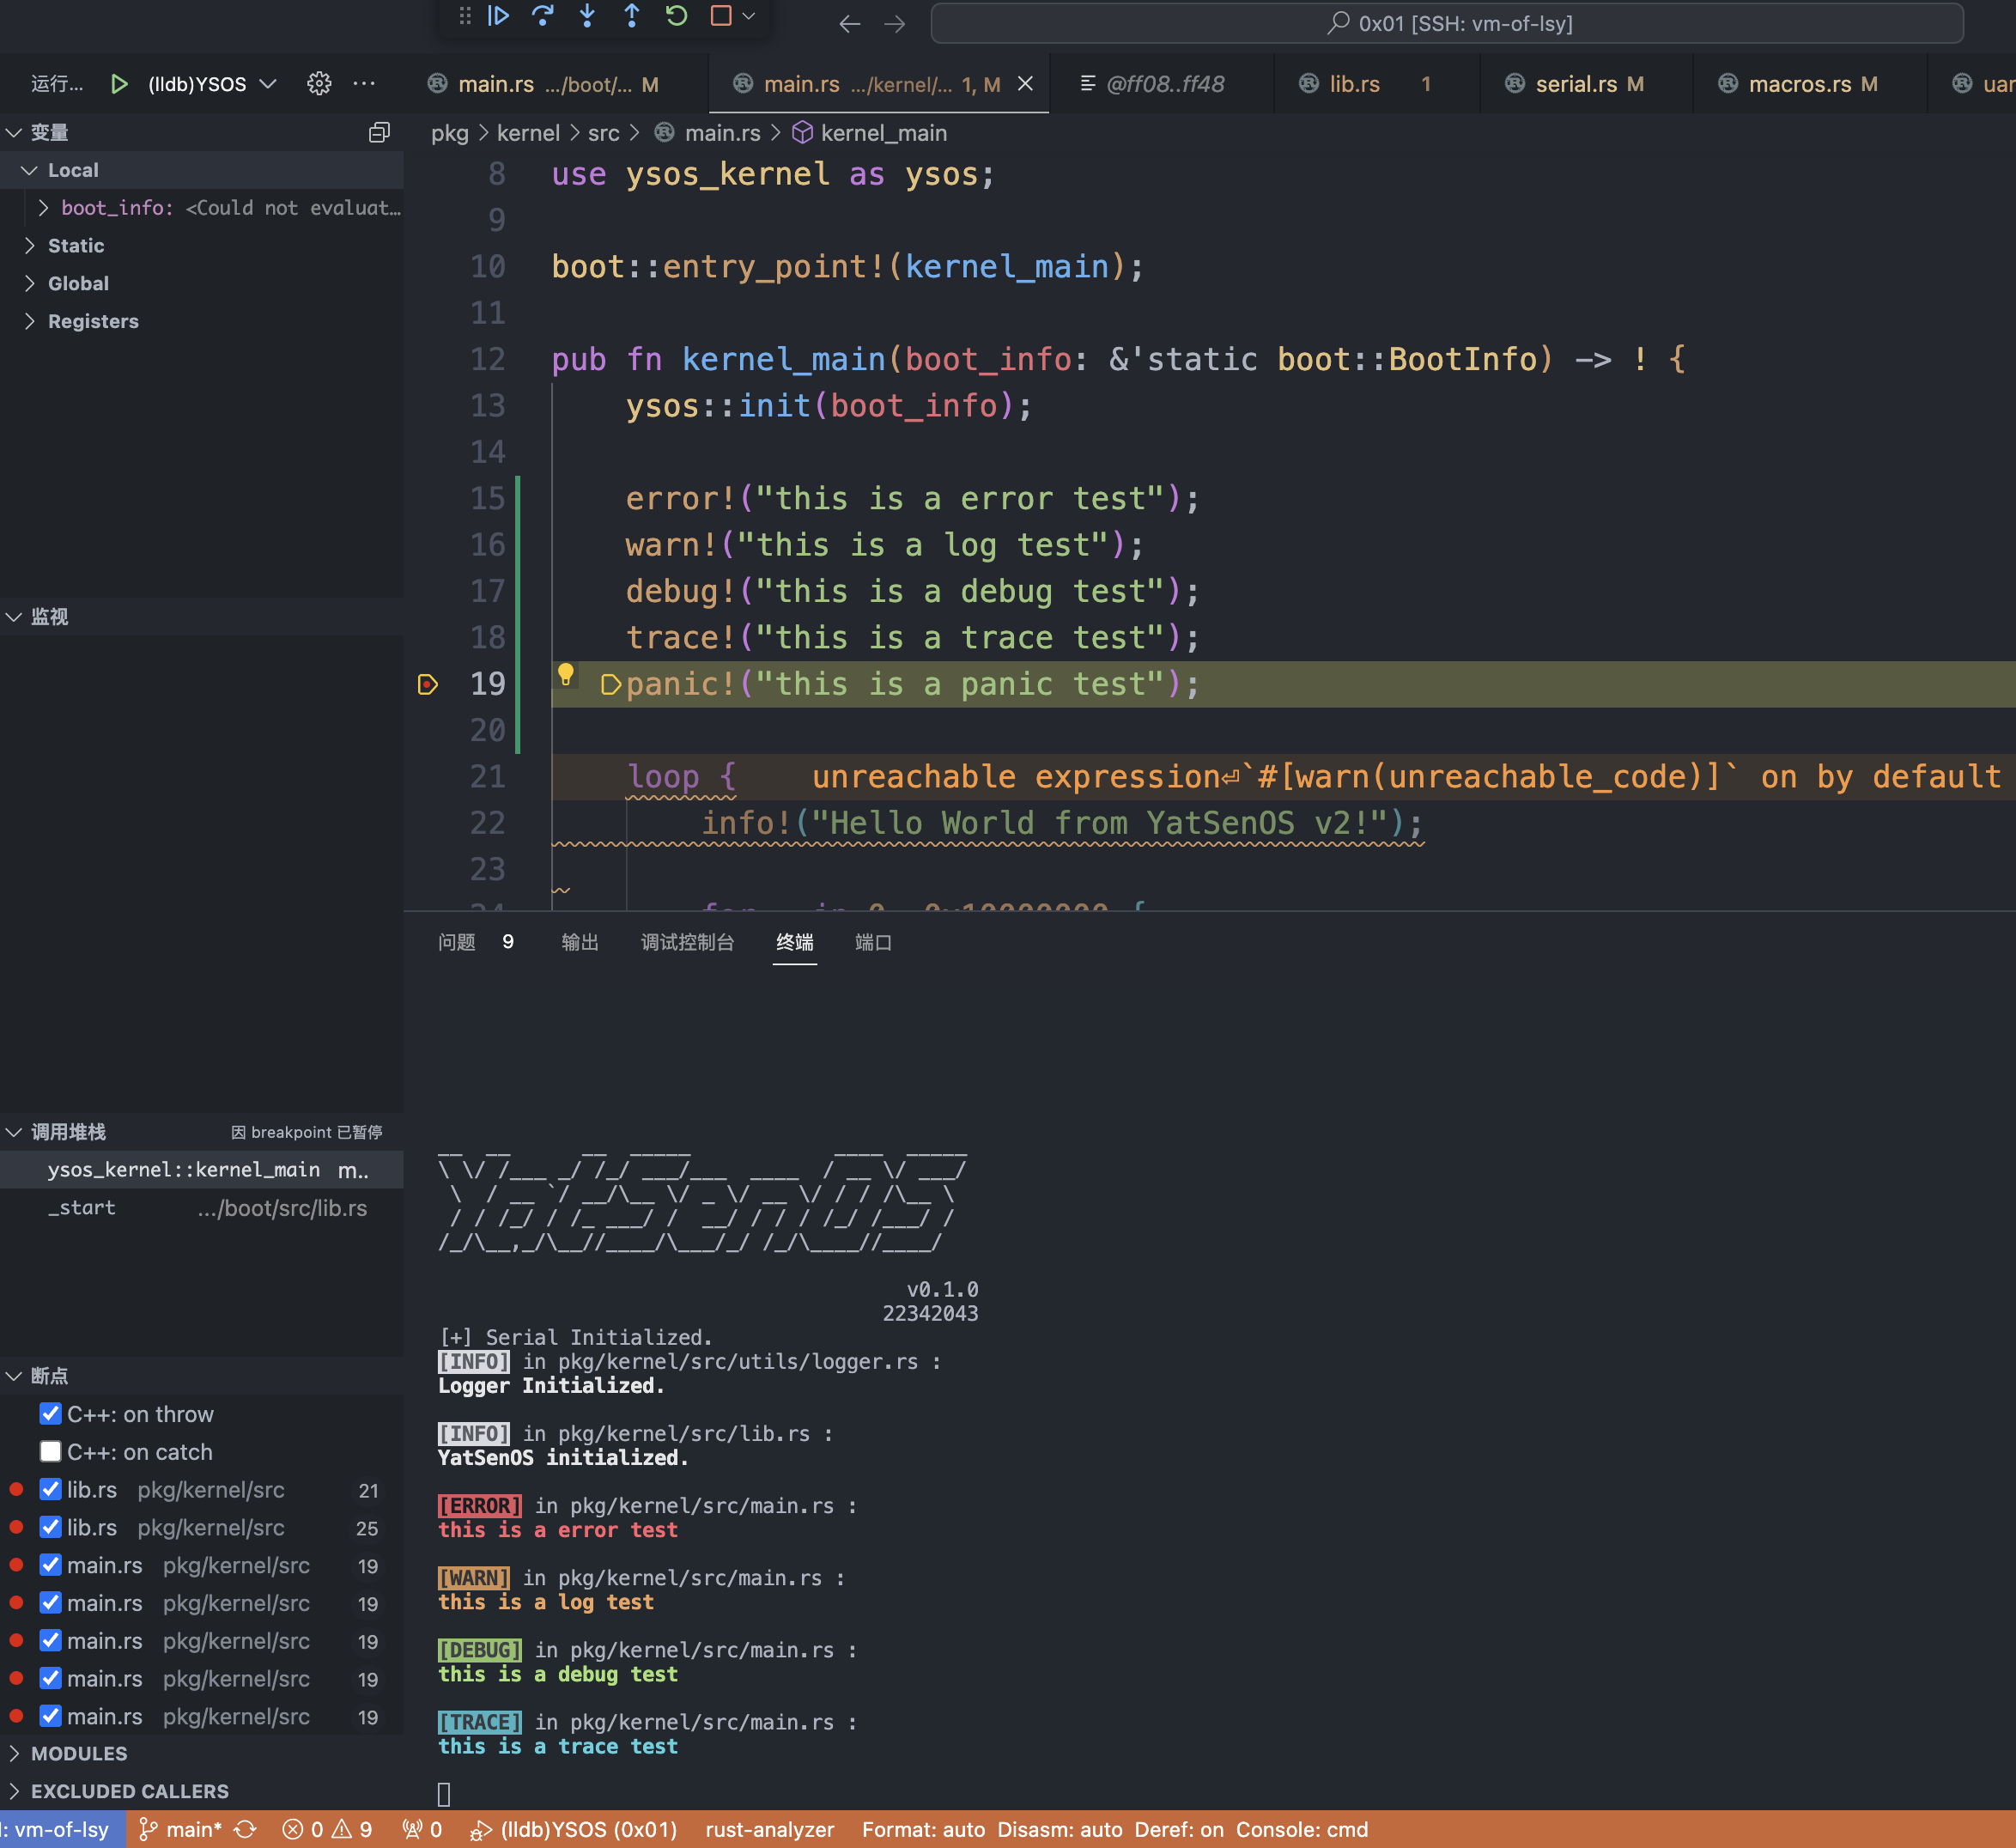 0x01 [SSH: vm-of-lsy]
运行...
(lldb)YSOS
main.rs .../boot/... M
main.rs .../kernel/... 1, M
@ff08..ff48
lib.rs 1
serial.rs M
macros.rs M
变量
Local
boot_info: <Could not evaluat…
Static
Global
Registers
监视
调用堆栈 因 breakpoint 已暂停
ysos_kernel::kernel_main m..
_start .../boot/src/lib.rs
断点
C++: on throw
C++: on catch
lib.rs pkg/kernel/src 21
lib.rs pkg/kernel/src 25
main.rs pkg/kernel/src 19
main.rs pkg/kernel/src 19
main.rs pkg/kernel/src 19
main.rs pkg/kernel/src 19
main.rs pkg/kernel/src 19
MODULES
EXCLUDED CALLERS
pkg > kernel > src > main.rs > kernel_main
8 use ysos_kernel as ysos;
9
10 boot::entry_point!(kernel_main);
11
12 pub fn kernel_main(boot_info: &'static boot::BootInfo) -> ! {
13 ysos::init(boot_info);
14
15 error!("this is a error test");
16 warn!("this is a log test");
17 debug!("this is a debug test");
18 trace!("this is a trace test");
19 panic!("this is a panic test");
20
21 loop { unreachable expression⏎`#[warn(unreachable_code)]` on by default
22 info!("Hello World from YatSenOS v2!");
23
问题 9 输出 调试控制台 终端 端口
YatSenOS
v0.1.0
22342043
[+] Serial Initialized.
[INFO] in pkg/kernel/src/utils/logger.rs :
Logger Initialized.
[INFO] in pkg/kernel/src/lib.rs :
YatSenOS initialized.
[ERROR] in pkg/kernel/src/main.rs :
this is a error test
[WARN] in pkg/kernel/src/main.rs :
this is a log test
[DEBUG] in pkg/kernel/src/main.rs :
this is a debug test
[TRACE] in pkg/kernel/src/main.rs :
this is a trace test
: vm-of-lsy main* 0 9 0 (lldb)YSOS (0x01) rust-analyzer Format: auto Disasm: auto Deref: on Console: cmd